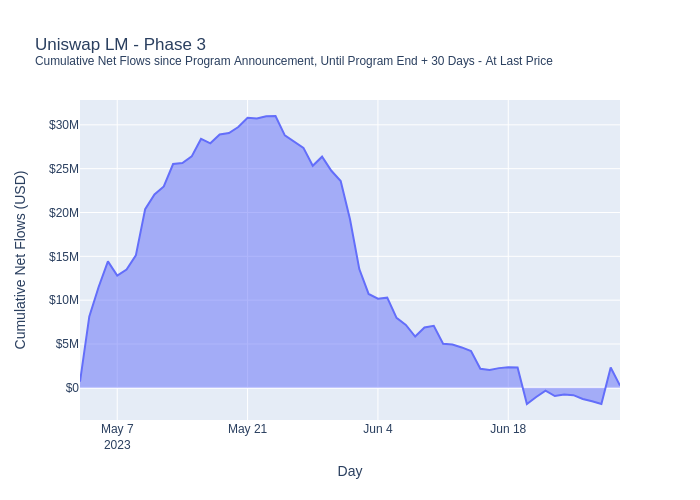 Uniswap LM - Phase 3
Cumulative Net Flows since Program Announcement, Until Program End + 30 Days - At Last Price
Cumulative Net Flows (USD)
$30M
$25M
$20M
$15M
$10M
$5M
$0
May 7
2023
May 21
Jun 4
Jun 18
Day